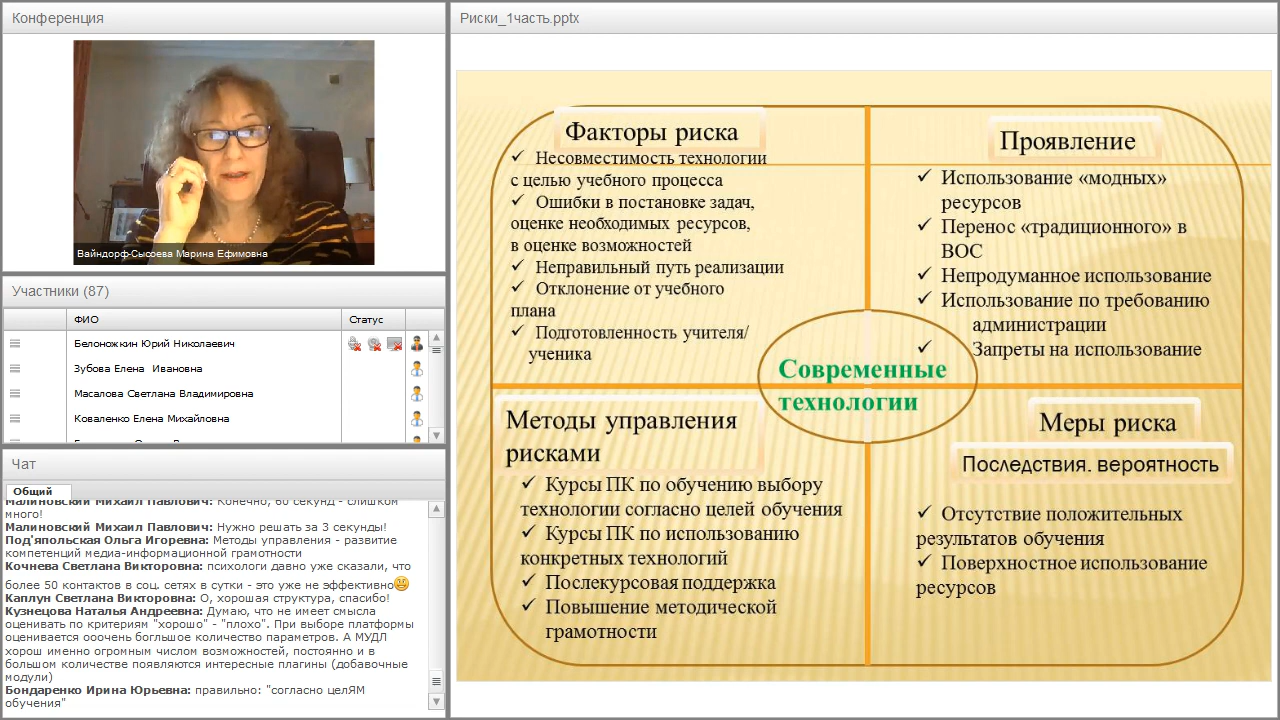 Конференция
Вайндорф-Сысоева Марина Ефимовна
Участники (87)
ФИО
Статус
Белоножкин Юрий Николаевич
Зубова Елена Ивановна
Масалова Светлана Владимировна
Коваленко Елена Михайловна
Чат
Общий
Малиновский Михаил Павлович: Конечно, 60 секунд - слишком
много!
Малиновский Михаил Павлович: Нужно решать за 3 секунды!
Под'япольская Ольга Игоревна: Методы управления - развитие
компетенций медиа-информационной грамотности
Кочнева Светлана Викторовна: психологи давно уже сказали, что
более 50 контактов в соц. сетях в сутки - это уже не эффективно
Каплун Светлана Викторовна: О, хорошая структура, спасибо!
Кузнецова Наталья Андреевна: Думаю, что не имеет смысла
оценивать по критериям "хорошо" - "плохо". При выборе платформы
оценивается ооочень богльшое количество параметров. А МУДЛ
хорош именно огромным числом возможностей, постоянно и в
большом количестве появляются интересные плагины (добавочные
модули)
Бондаренко Ирина Юрьевна: правильно: "согласно целЯМ
обучения"
Риски_1часть.pptx
Факторы риска
✓ Несовместимость технологии
с целью учебного процесса
✓ Ошибки в постановке задач,
оценке необходимых ресурсов,
в оценке возможностей
✓ Неправильный путь реализации
✓ Отклонение от учебного
плана
✓ Подготовленность учителя/
ученика
Проявление
✓ Использование «модных»
ресурсов
✓ Перенос «традиционного» в
ВОС
✓ Непродуманное использование
✓ Использование по требованию
администрации
✓ Запреты на использование
Современные
технологии
Методы управления
рисками
✓ Курсы ПК по обучению выбору
технологии согласно целей обучения
✓ Курсы ПК по использованию
конкретных технологий
✓ Послекурсовая поддержка
✓ Повышение методической
грамотности
Меры риска
Последствия. вероятность
✓ Отсутствие положительных
результатов обучения
✓ Поверхностное использование
ресурсов